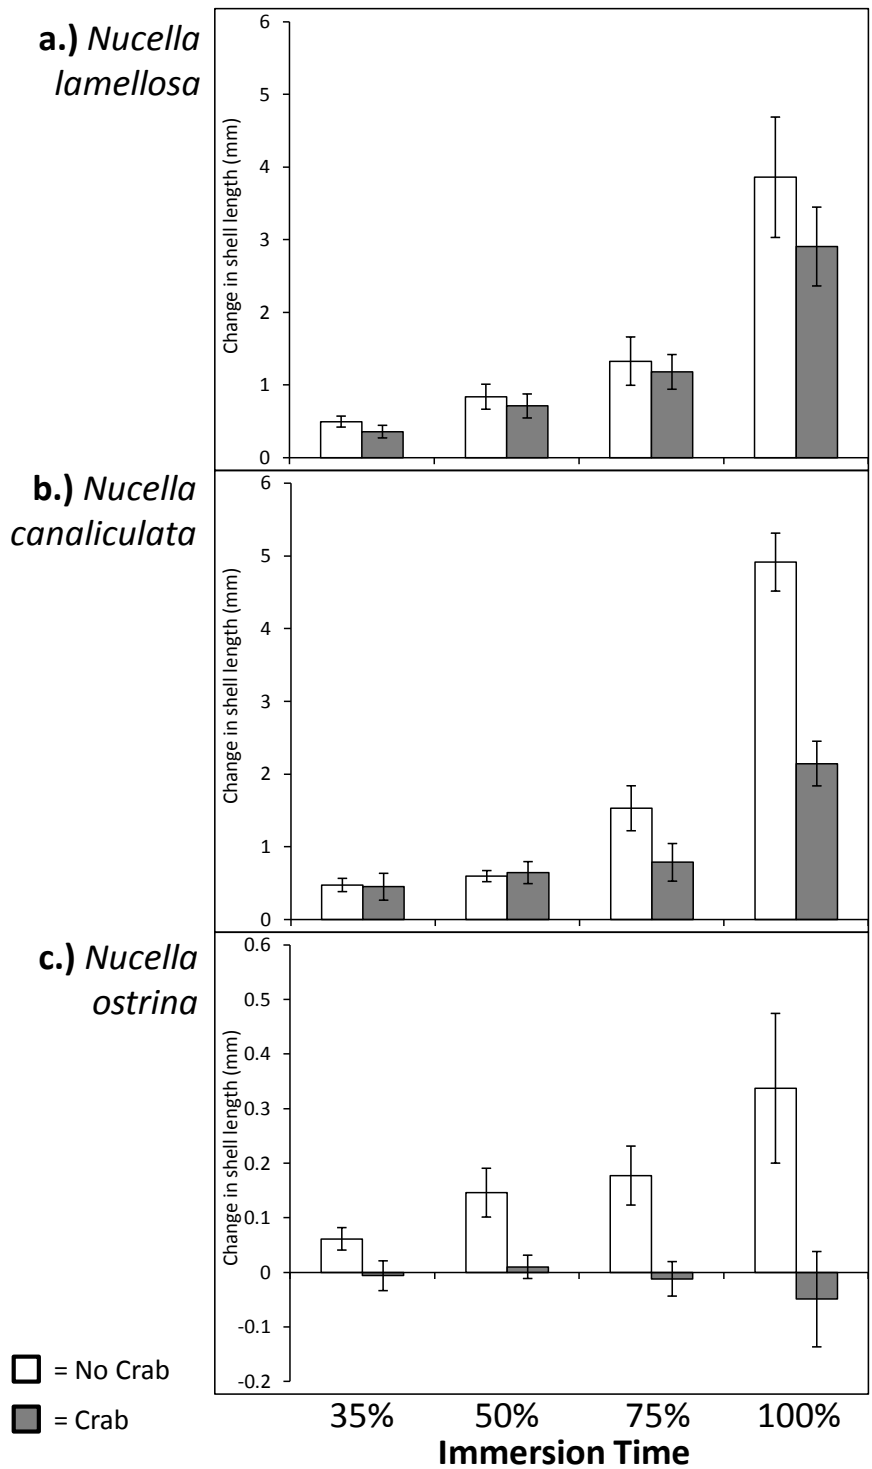 a.) Nucella
lamellosa
Change in shell length (mm)
6
5
4
3
2
1
0
b.) Nucella
canaliculata
Change in shell length (mm)
6
5
4
3
2
1
0
c.) Nucella
ostrina
Change in shell length (mm)
0.6
0.5
0.4
0.3
0.2
0.1
0
-0.1
-0.2
= No Crab
= Crab
35% 50% 75% 100%
Immersion Time